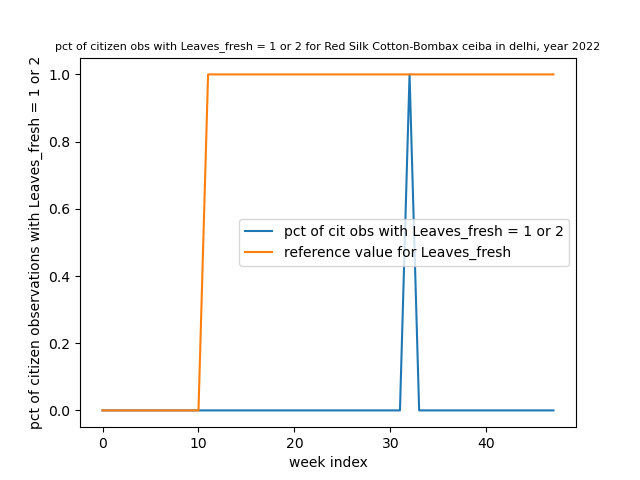 pct of citizen obs with Leaves_fresh = 1 or 2 for Red Silk Cotton-Bombax ceiba in delhi, year 2022
pct of citizen observations with Leaves_fresh = 1 or 2
1.0
0.8
0.6
0.4
0.2
0.0
pct of cit obs with Leaves_fresh = 1 or 2
reference value for Leaves_fresh
0 10 20 30 40
week index